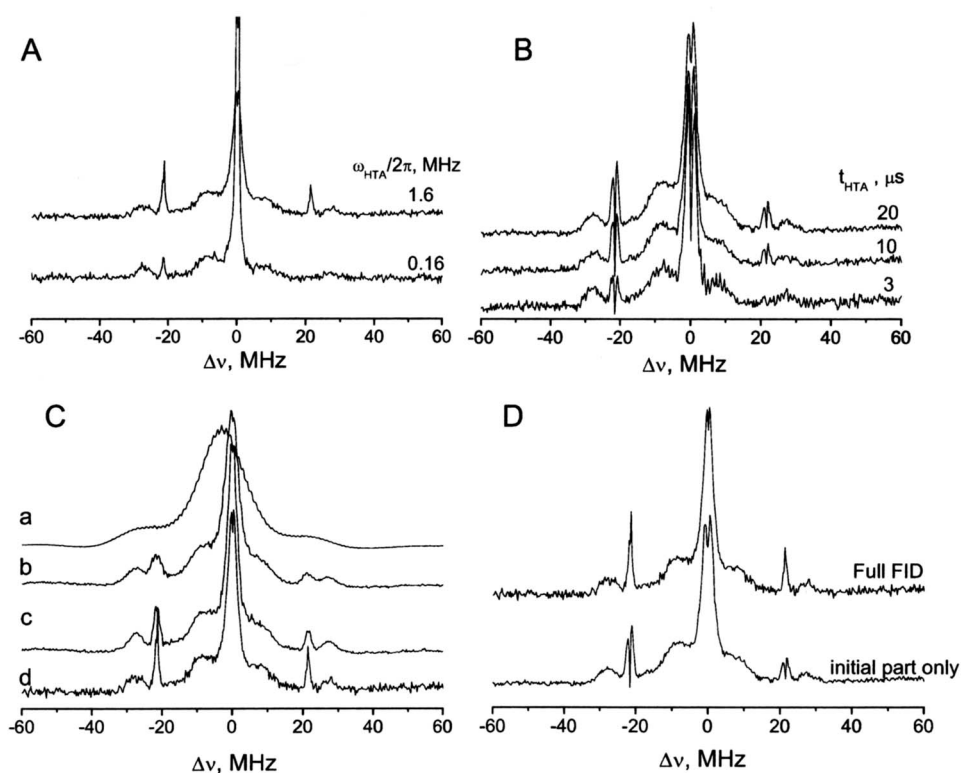 A
ω_HTA/2π, MHz
1.6
0.16
-60 -40 -20 0 20 40 60
Δν, MHz
B
t_HTA , μs
20
10
3
-60 -40 -20 0 20 40 60
Δν, MHz
C
a
b
c
d
-60 -40 -20 0 20 40 60
Δν, MHz
D
Full FID
initial part only
-60 -40 -20 0 20 40 60
Δν, MHz